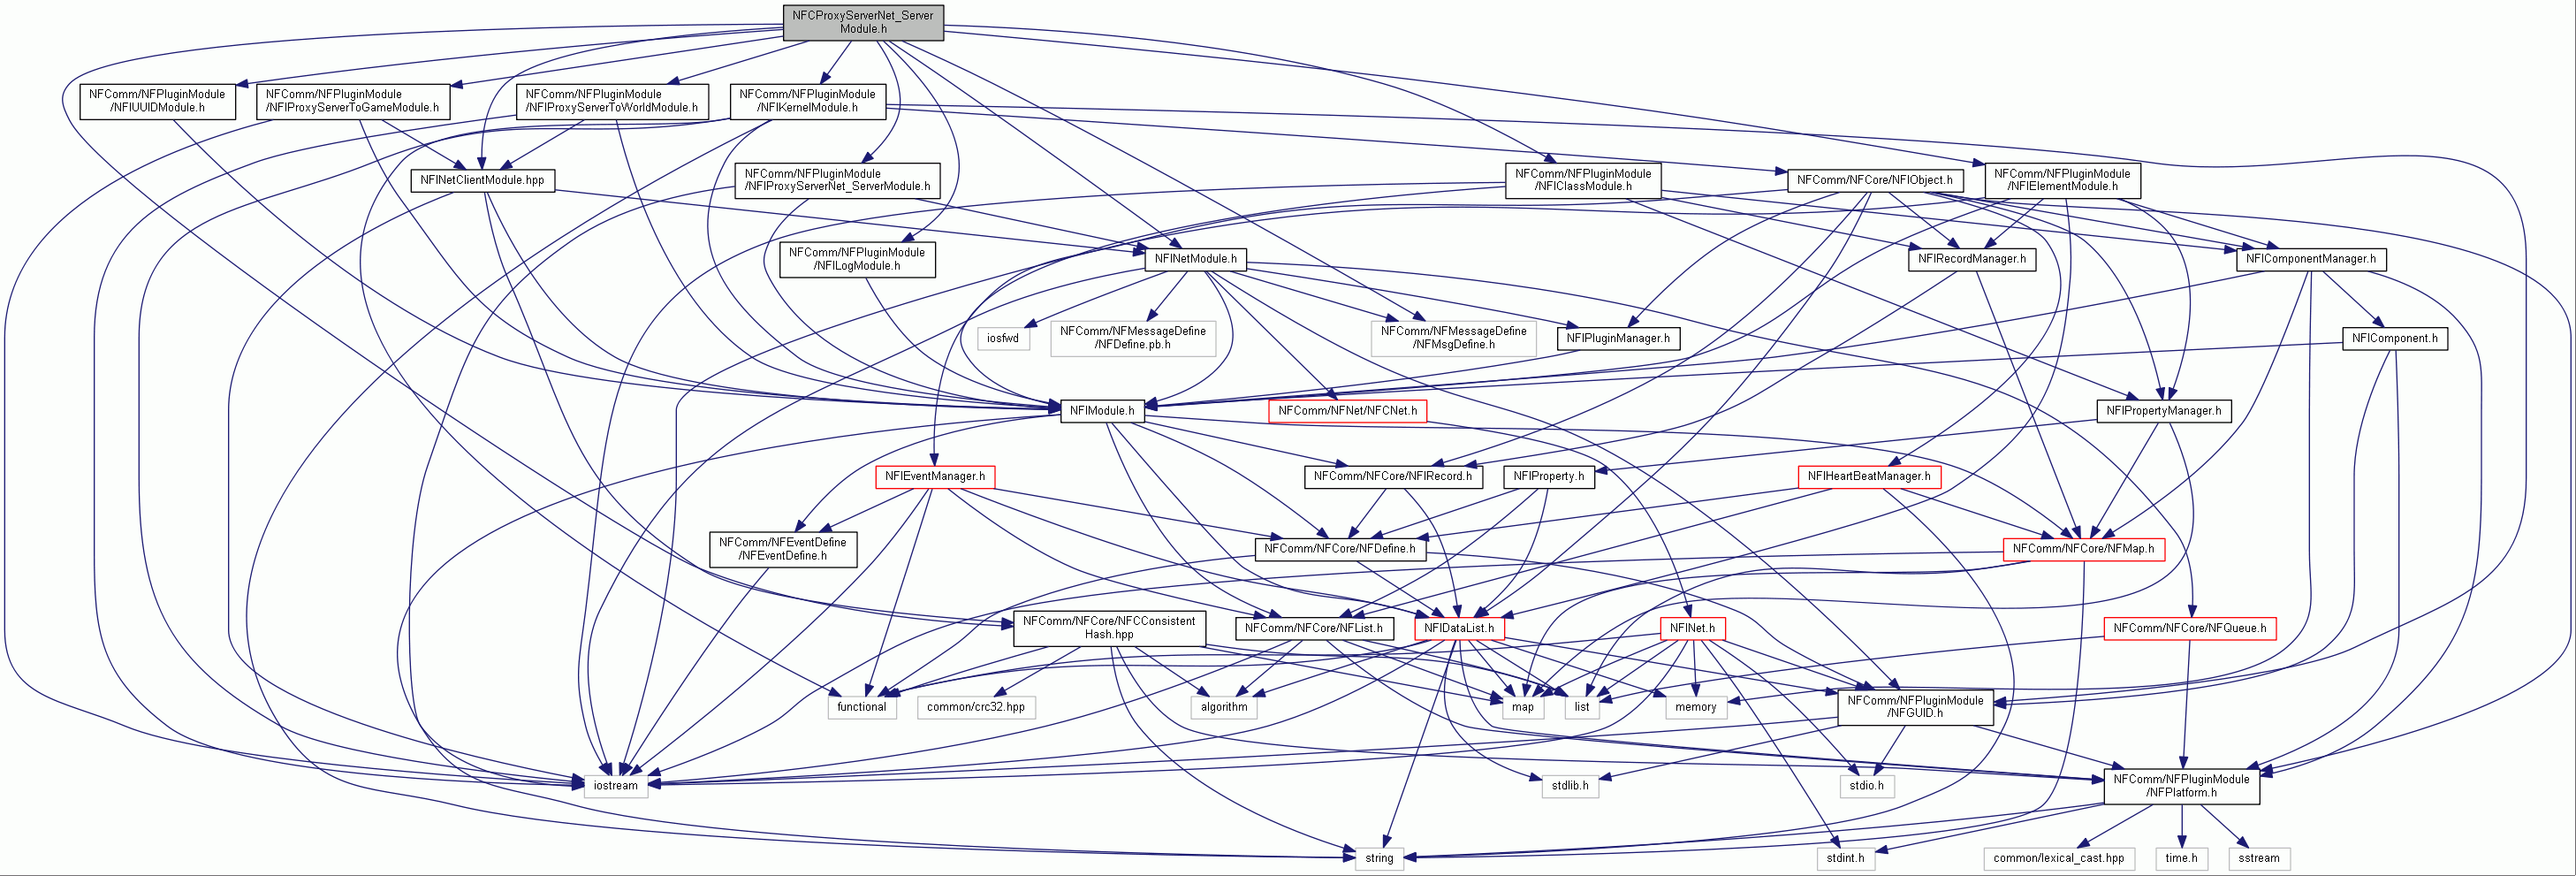 NFCProxyServerNet_Server
Module.h
NFComm/NFPluginModule
/NFIUUIDModule.h
NFComm/NFPluginModule
/NFIProxyServerToGameModule.h
NFComm/NFPluginModule
/NFIProxyServerToWorldModule.h
NFComm/NFPluginModule
/NFIKernelModule.h
NFINetClientModule.hpp
NFComm/NFPluginModule
/NFIProxyServerNet_ServerModule.h
NFComm/NFPluginModule
/NFIClassModule.h
NFComm/NFCore/NFIObject.h
NFComm/NFPluginModule
/NFIElementModule.h
NFComm/NFPluginModule
/NFILogModule.h
NFINetModule.h
NFIRecordManager.h
NFIComponentManager.h
iosfwd
NFComm/NFMessageDefine
/NFDefine.pb.h
NFComm/NFMessageDefine
/NFMsgDefine.h
NFIPluginManager.h
NFIComponent.h
NFIModule.h
NFComm/NFNet/NFCNet.h
NFIPropertyManager.h
NFIEventManager.h
NFComm/NFCore/NFIRecord.h
NFIProperty.h
NFIHeartBeatManager.h
NFComm/NFEventDefine
/NFEventDefine.h
NFComm/NFCore/NFDefine.h
NFComm/NFCore/NFMap.h
NFComm/NFCore/NFCConsistent
Hash.hpp
NFComm/NFCore/NFList.h
NFIDataList.h
NFINet.h
NFComm/NFCore/NFQueue.h
functional
common/crc32.hpp
algorithm
map
list
memory
NFComm/NFPluginModule
/NFGUID.h
iostream
stdlib.h
stdio.h
NFComm/NFPluginModule
/NFPlatform.h
string
stdint.h
common/lexical_cast.hpp
time.h
sstream